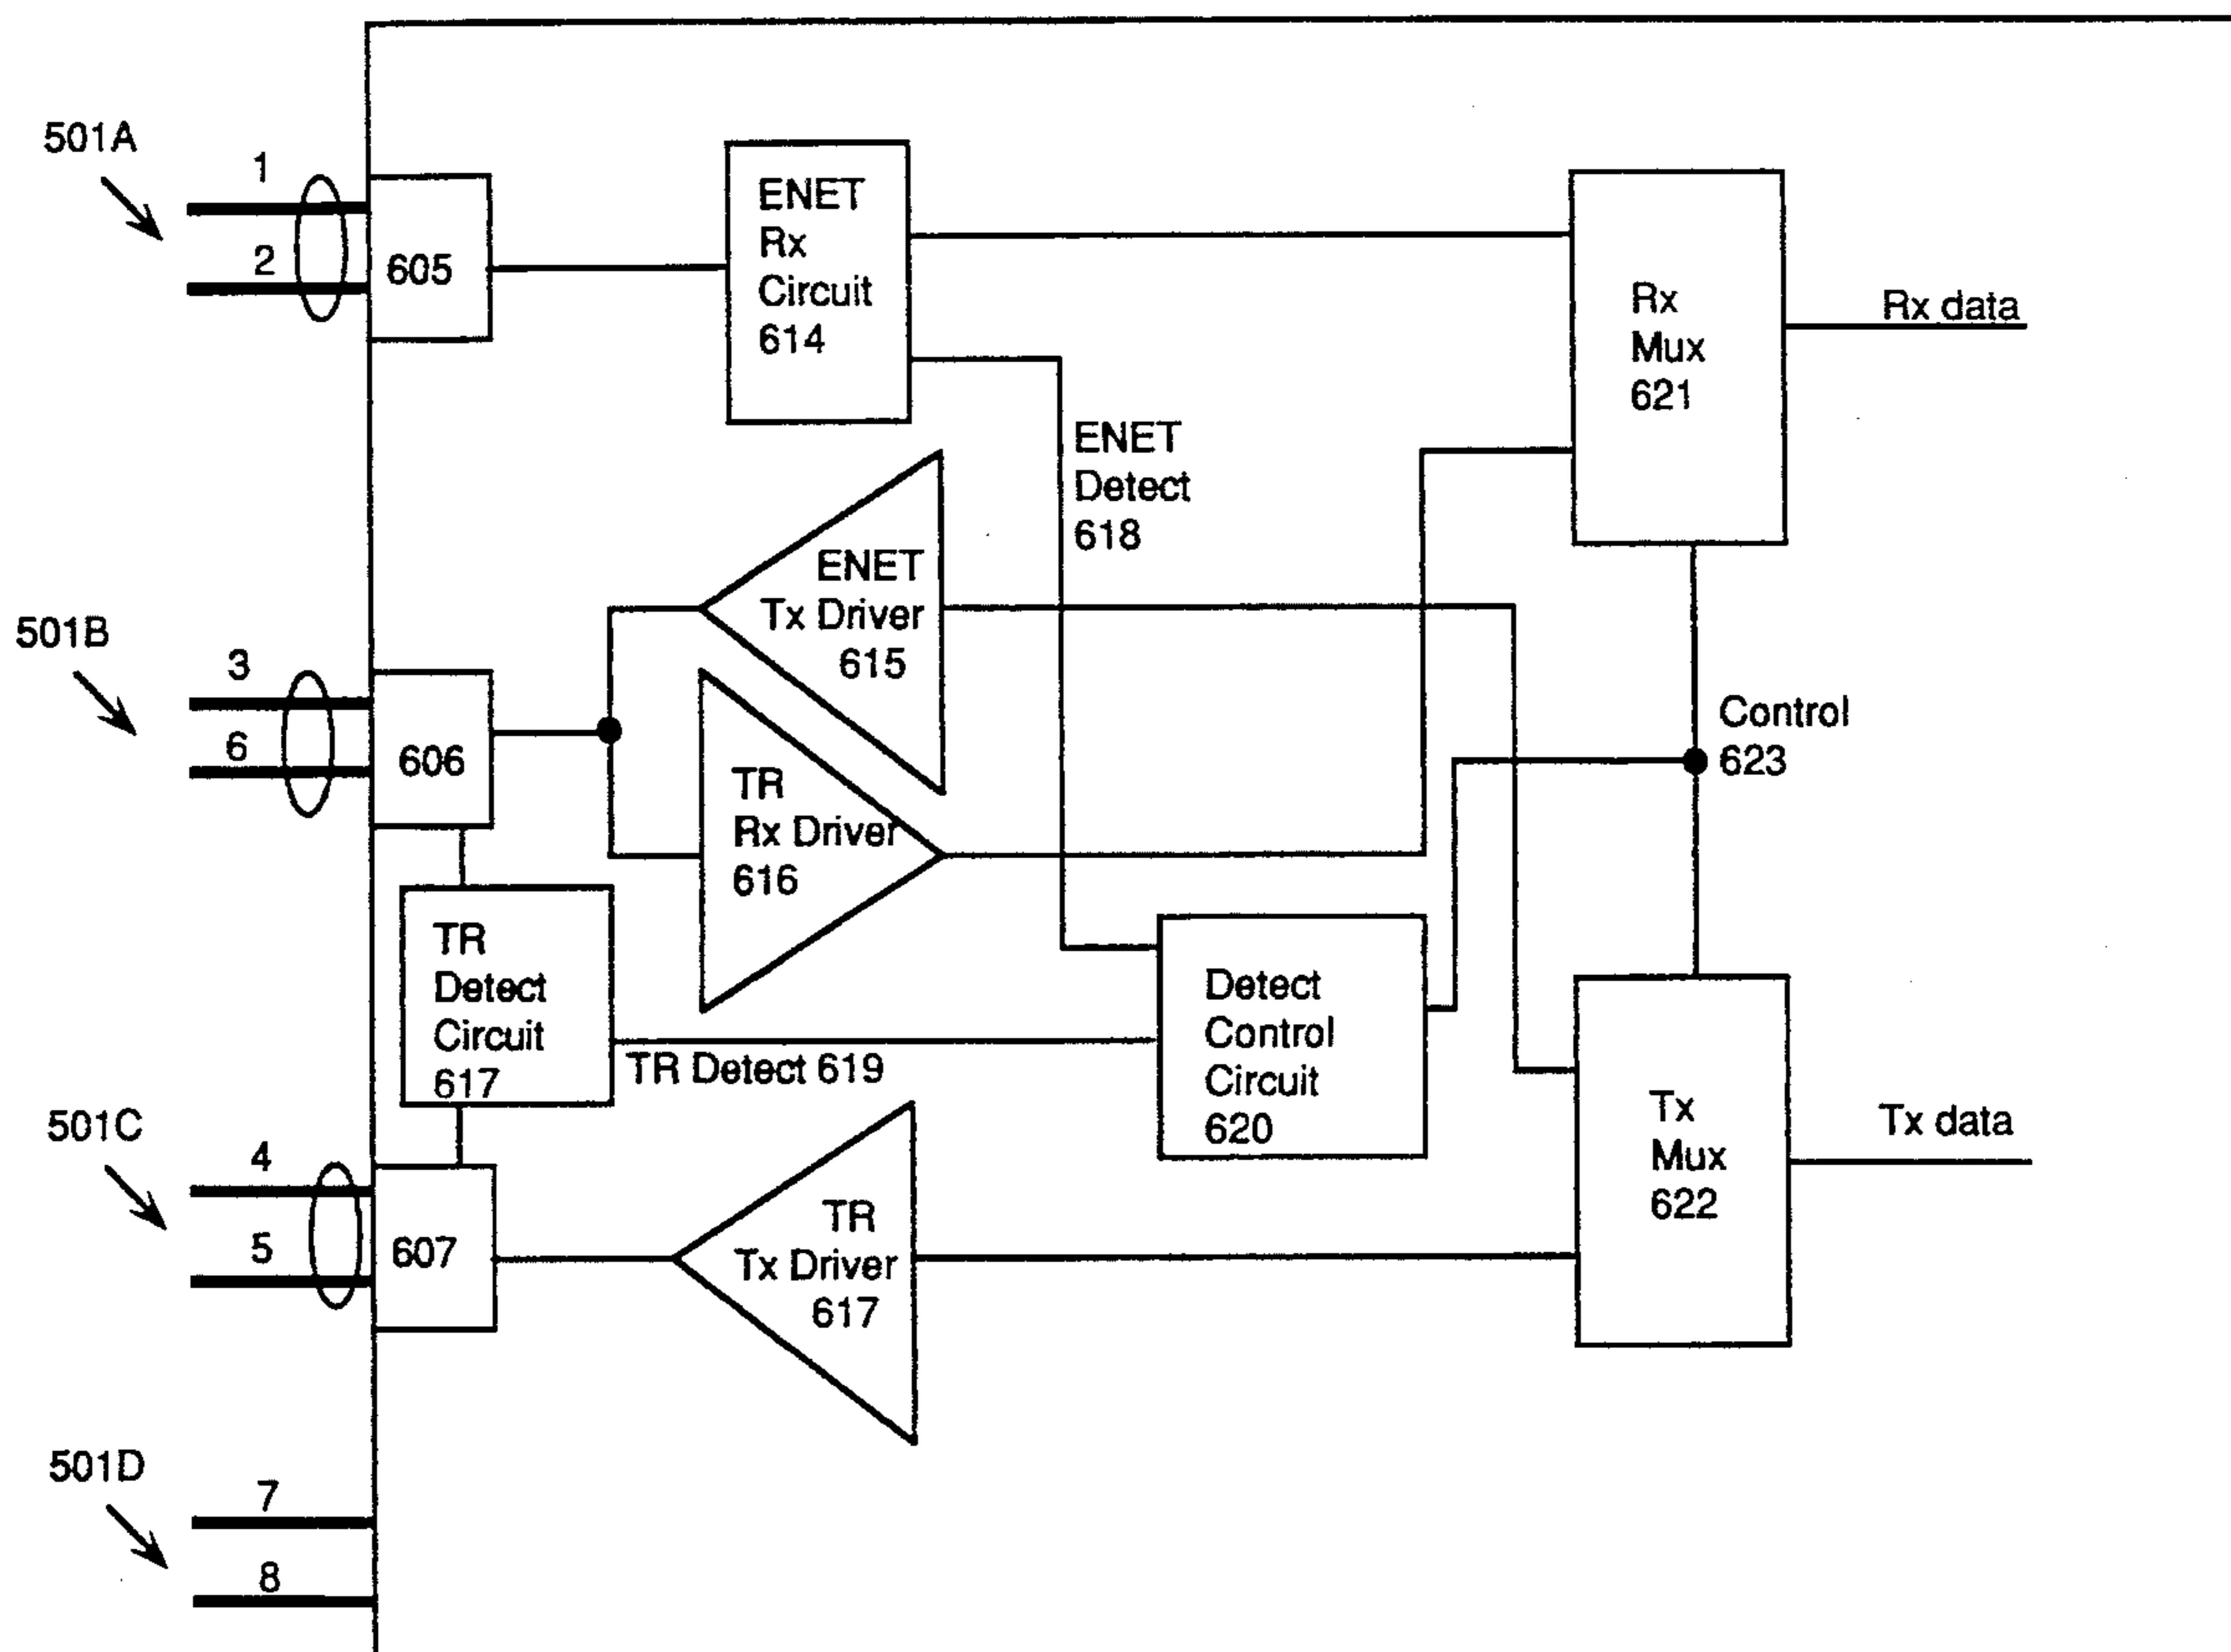 501A
1
2
605
ENET
Rx
Circuit
614
Rx
Mux
621
Rx data
ENET
Detect
618
ENET
Tx Driver
615
501B
3
6
606
TR
Rx Driver
616
Control
623
TR
Detect
Circuit
617
TR Detect 619
Detect
Control
Circuit
620
Tx
Mux
622
Tx data
501C
4
5
607
TR
Tx Driver
617
501D
7
8